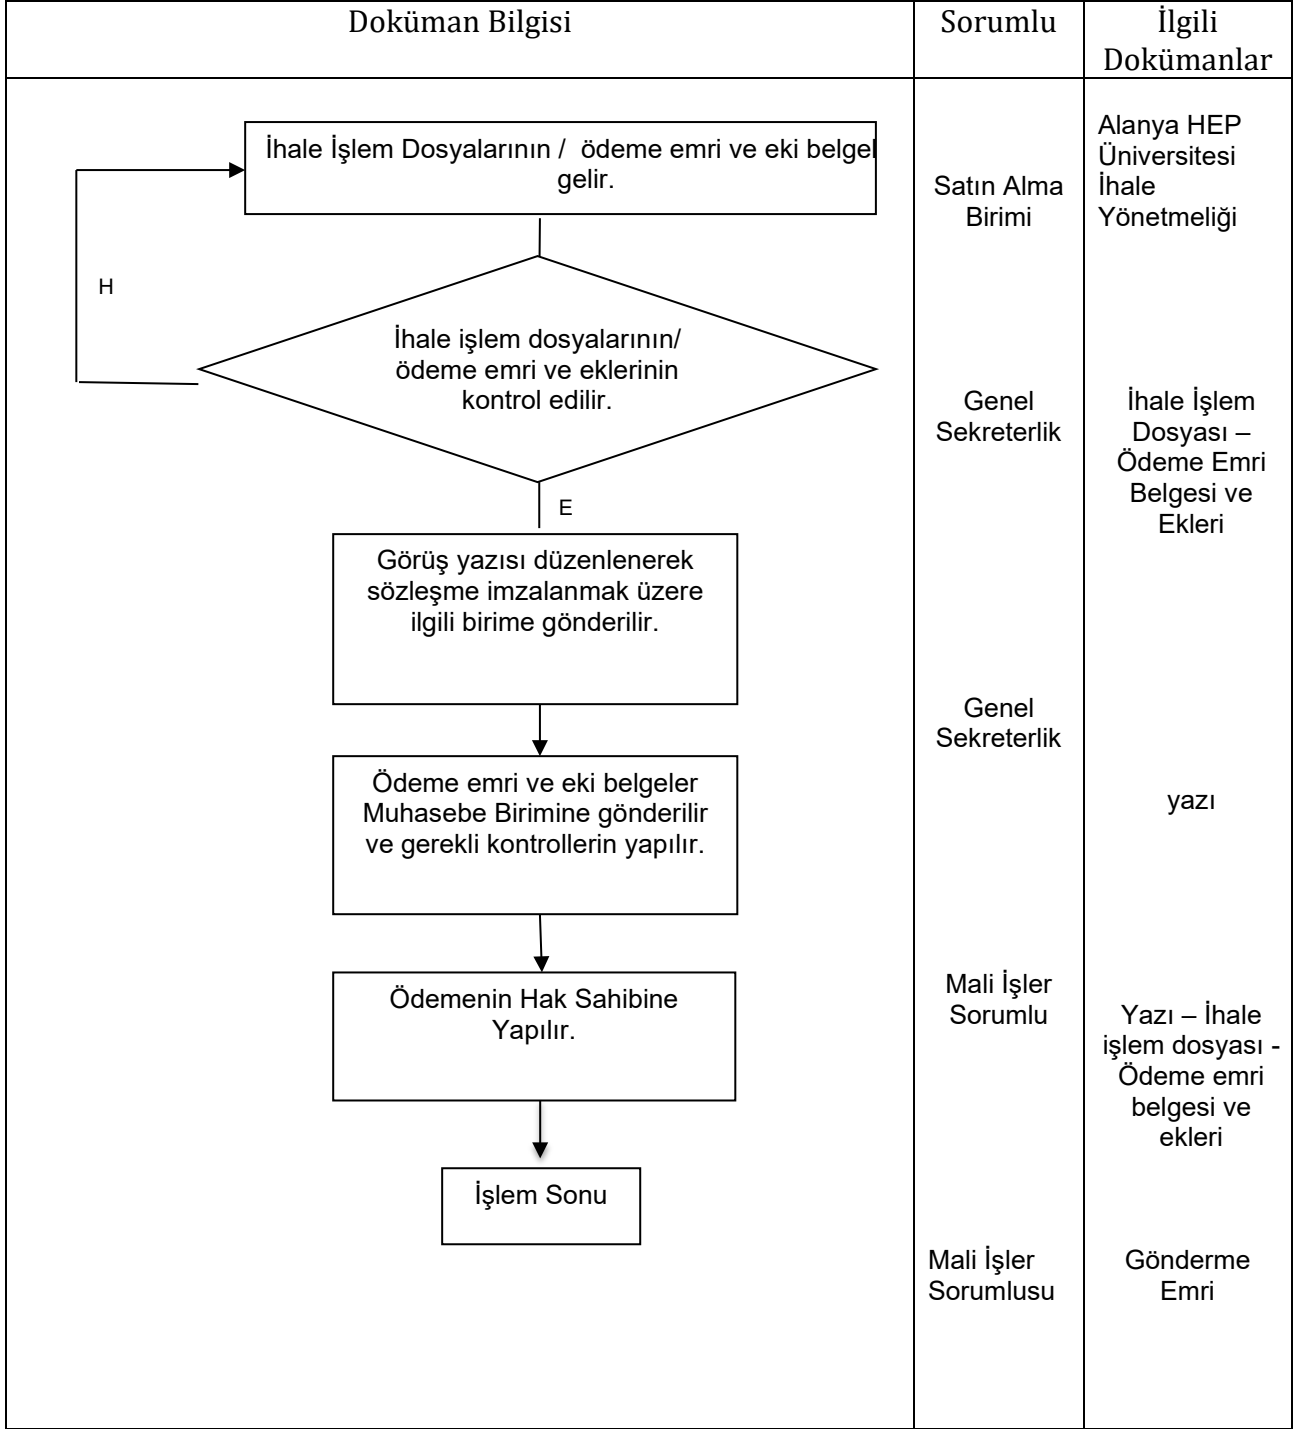 Doküman Bilgisi
Sorumlu
İlgili
Dokümanlar
İhale İşlem Dosyalarının / ödeme emri ve eki belgel
gelir.
Satın Alma
Birimi
Alanya HEP
Üniversitesi
İhale
Yönetmeliği
H
İhale işlem dosyalarının/
ödeme emri ve eklerinin
kontrol edilir.
Genel
Sekreterlik
İhale İşlem
Dosyası –
Ödeme Emri
Belgesi ve
Ekleri
E
Görüş yazısı düzenlenerek
sözleşme imzalanmak üzere
ilgili birime gönderilir.
Genel
Sekreterlik
Ödeme emri ve eki belgeler
Muhasebe Birimine gönderilir
ve gerekli kontrollerin yapılır.
yazı
Ödemenin Hak Sahibine
Yapılır.
Mali İşler
Sorumlu
Yazı – İhale
işlem dosyası -
Ödeme emri
belgesi ve
ekleri
İşlem Sonu
Mali İşler
Sorumlusu
Gönderme
Emri